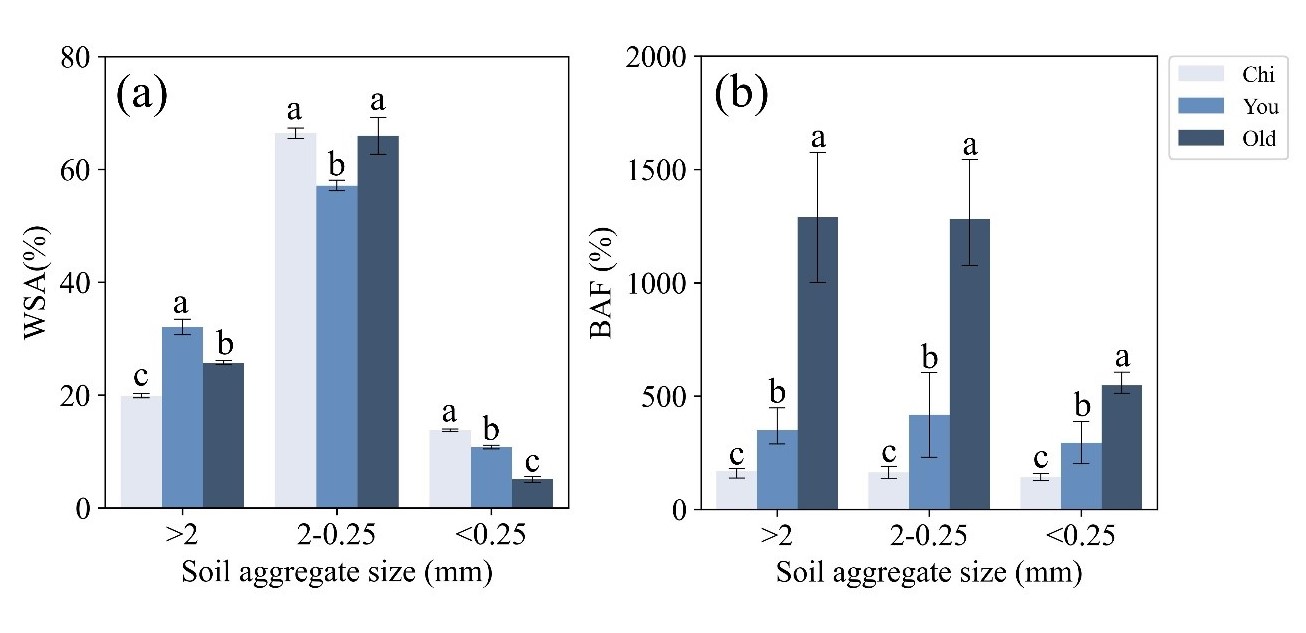 (a)
WSA(%)
80
60
40
20
0
c
a
b
a
b
a
a
b
c
>2
2-0.25
<0.25
Soil aggregate size (mm)
(b)
BAF (%)
2000
1500
1000
500
0
c
b
a
c
b
a
c
b
a
>2
2-0.25
<0.25
Soil aggregate size (mm)
Chi
You
Old